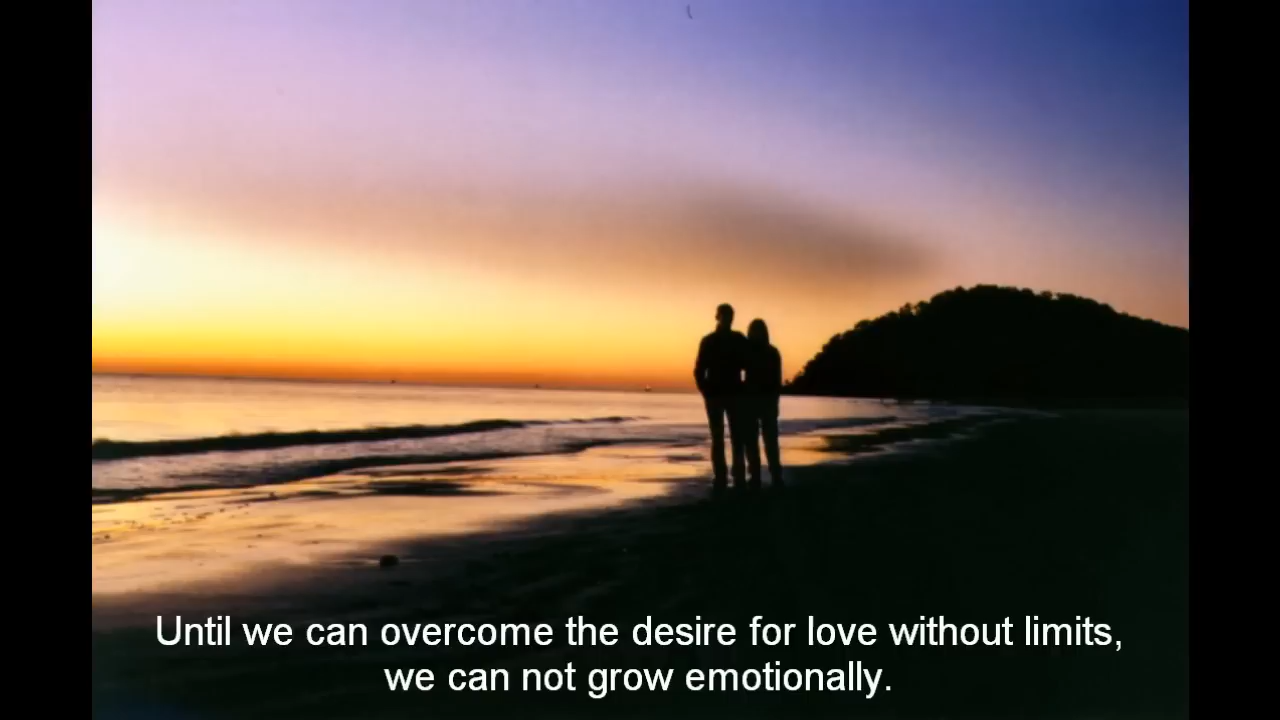 Until we can overcome the desire for love without limits,
we can not grow emotionally.